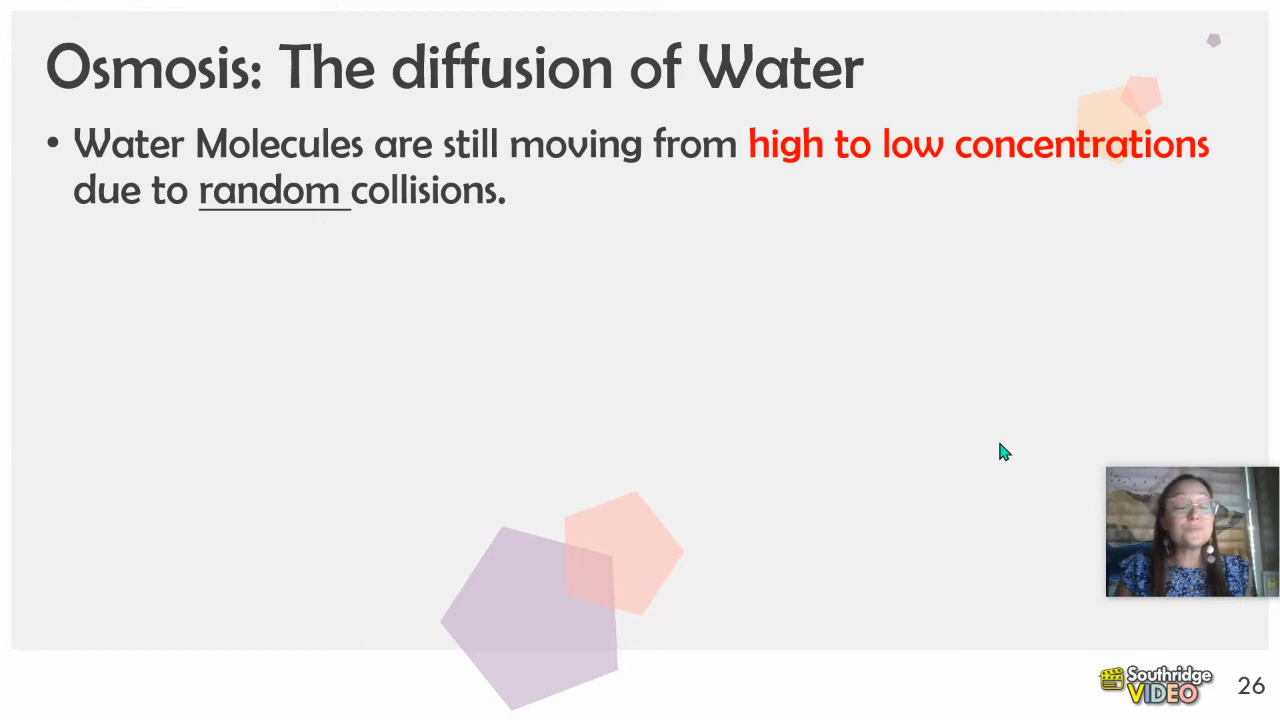 Osmosis: The diffusion of Water
• Water Molecules are still moving from high to low concentrations
due to random collisions.
Southridge
VIDEO
26